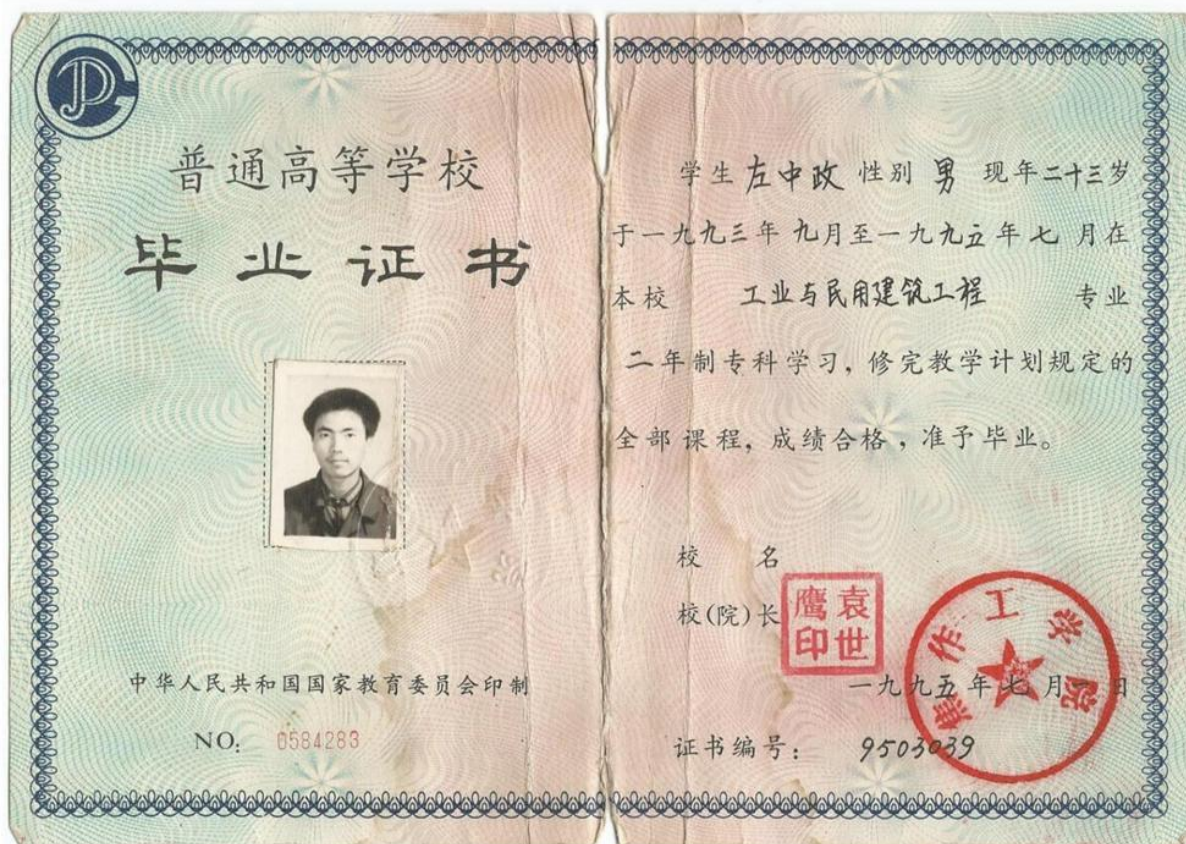 普通高等学校
毕业证书
中华人民共和国国家教育委员会印制
NO: 0584283
学生 左中政 性别 男 现年二十三岁
于一九九三年九月至一九九五年七月在
本校 工业与民用建筑工程 专业
二年制专科学习，修完教学计划规定的
全部课程，成绩合格，准予毕业。
校 名
校(院)长
袁世鹰印
焦作工学院
一九九五年七月一日
证书编号： 9503039